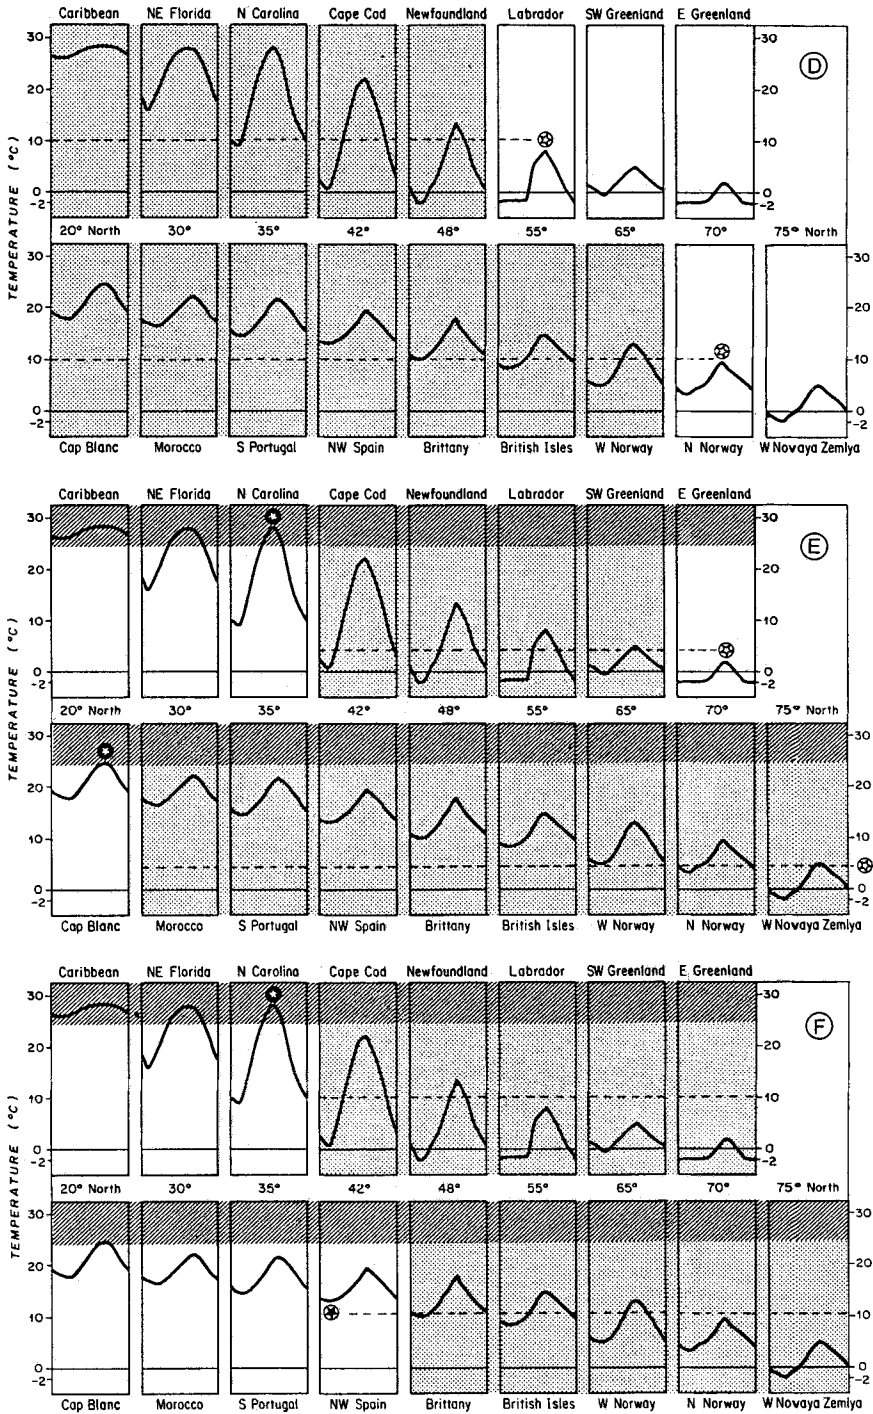 Caribbean NE Florida N Carolina Cape Cod Newfoundland Labrador SW Greenland E Greenland
30 30
D
20 20
10 10
0 0
-2 -2
TEMPERATURE (°C)
20° North 30° 35° 42° 48° 55° 65° 70° 75° North
30 30
20 20
10 10
0 0
-2 -2
Cap Blanc Morocco S Portugal NW Spain Brittany British Isles W Norway N Norway W Novaya Zemlya
Caribbean NE Florida N Carolina Cape Cod Newfoundland Labrador SW Greenland E Greenland
30 30
E
20 20
10 10
0 0
-2 -2
TEMPERATURE (°C)
20° North 30° 35° 42° 48° 55° 65° 70° 75° North
30 30
20 20
10 10
0 0
-2 -2
Cap Blanc Morocco S Portugal NW Spain Brittany British Isles W Norway N Norway W Novaya Zemlya
Caribbean NE Florida N Carolina Cape Cod Newfoundland Labrador SW Greenland E Greenland
30 30
F
20 20
10 10
0 0
-2 -2
TEMPERATURE (°C)
20° North 30° 35° 42° 48° 55° 65° 70° 75° North
30 30
20 20
10 10
0 0
-2 -2
Cap Blanc Morocco S Portugal NW Spain Brittany British Isles W Norway N Norway W Novaya Zemlya